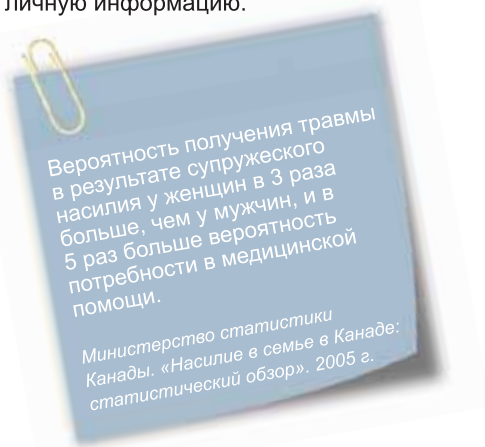 личную информацию.
Вероятность получения травмы
в результате супружеского
насилия у женщин в 3 раза
больше, чем у мужчин, и в
5 раз больше вероятность
потребности в медицинской
помощи.
Министерство статистики
Канады. «Насилие в семье в Канаде:
статистический обзор». 2005 г.